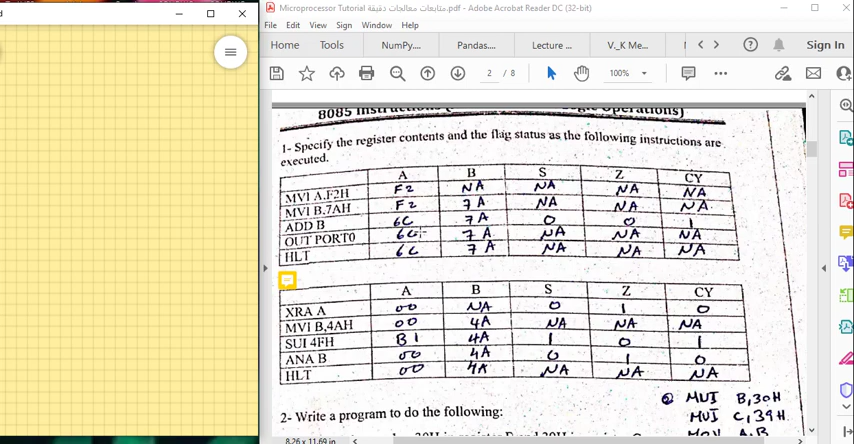 Microprocessor Tutorial متابعات معالجات دقيقة.pdf - Adobe Acrobat Reader DC (32-bit)
File Edit View Sign Window Help
Home Tools NumPy.... Pandas.... Lecture ... V._K Me... Sign In
2 / 8 100%
8085 Instructions ( Operations)
1- Specify the register contents and the flag status as the following instructions are
executed.
A B S Z CY
MVI A,F2H F2 NA NA NA NA
MVI B,7AH F2 7A NA NA NA
ADD B 6C 7A 0 0 1
OUT PORT0 6C 7A NA NA NA
HLT 6C 7A NA NA NA
A B S Z CY
XRA A 00 NA 0 1 0
MVI B,4AH 00 4A NA NA NA
SUI 4FH B1 4A 1 0 1
ANA B 00 4A 0 1 0
HLT 00 4A NA NA NA
② MVI B,30H
2- Write a program to do the following:
MVI C,39H
MOV A,B
8.26 x 11.69 in